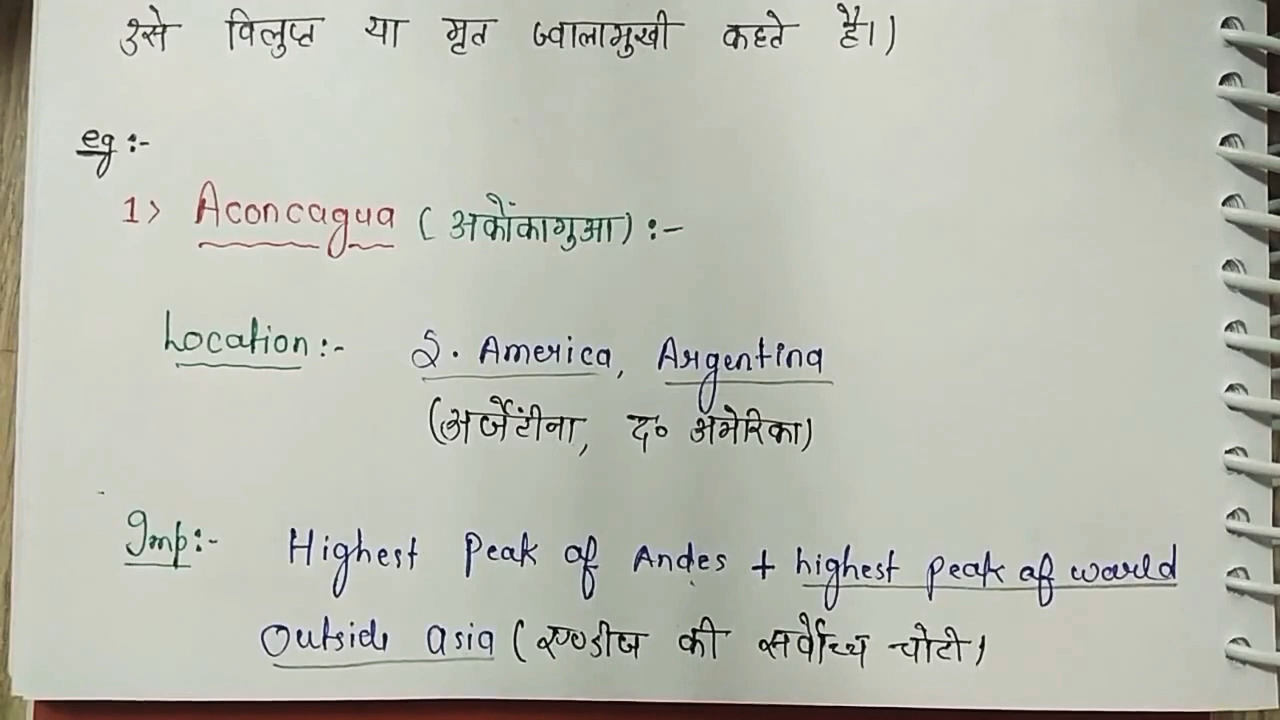 उसे विलुप्त या मृत ज्वालामुखी कहते है।)
eg :-
1> Aconcagua (अकोंकागुआ) :-
Location :- S. America, Argentina
(अर्जेंटीना, द० अमेरिका)
Imp :- Highest Peak of Andes + highest peak of world
Outside asia (एण्डीज की सर्वोच्च चोटी)